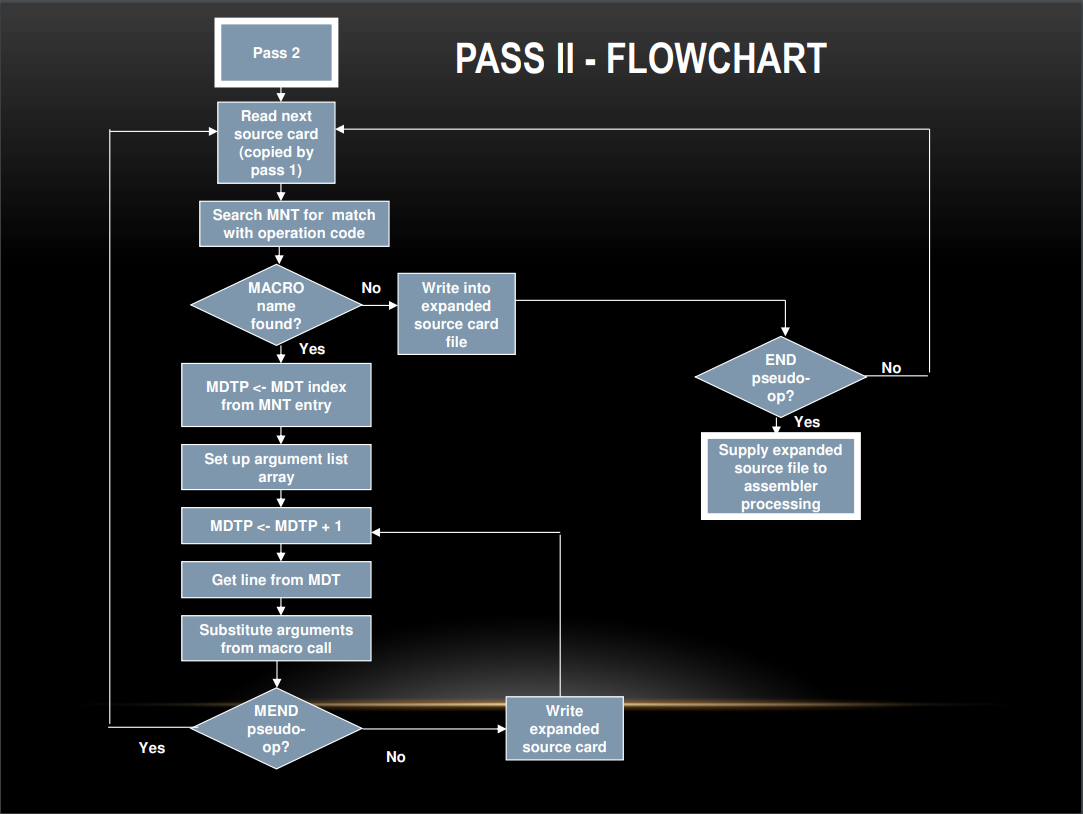 Pass 2
PASS II - FLOWCHART
Read next
source card
(copied by
pass 1)
Search MNT for match
with operation code
MACRO
name
found?
No
Write into
expanded
source card
file
Yes
END
pseudo-
op?
No
Yes
Supply expanded
source file to
assembler
processing
MDTP <- MDT index
from MNT entry
Set up argument list
array
MDTP <- MDTP + 1
Get line from MDT
Substitute arguments
from macro call
MEND
pseudo-
op?
Yes
No
Write
expanded
source card